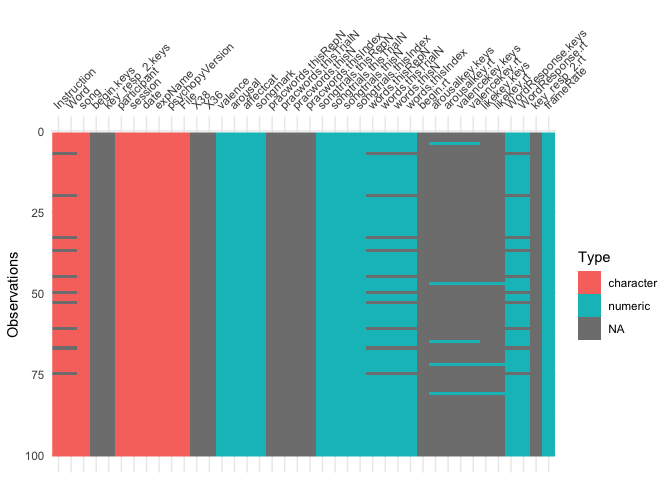 Instruction
Word
song
begin.keys
key_resp_2.keys
participant
session
date
expName
psychopyVersion
File
X38
X36
valence
arousal
affectcat
songmark
pracwords.thisRepN
pracwords.thisTrialN
pracwords.thisN
pracwords.thisIndex
songtrials.thisRepN
songtrials.thisTrialN
songtrials.thisN
songtrials.thisIndex
words.thisRepN
words.thisTrialN
words.thisN
words.thisIndex
begin.rt
arousalkey.keys
arousalkey.rt
valencekey.keys
valencekey.rt
likekey.keys
likekey.rt
WordResponse.keys
WordResponse.rt
key_resp_2.rt
frameRate
0
25
50
75
100
Observations
Type
character
numeric
NA